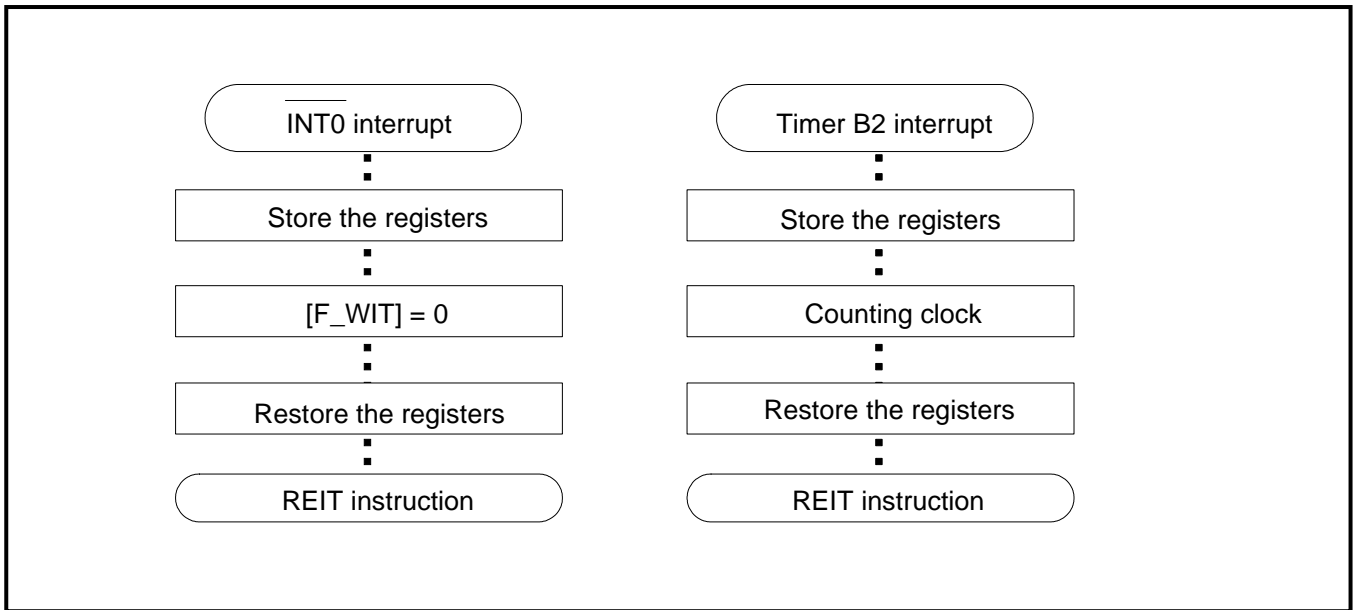 INT0 interrupt
Store the registers
[F_WIT] = 0
Restore the registers
REIT instruction
Timer B2 interrupt
Store the registers
Counting clock
Restore the registers
REIT instruction